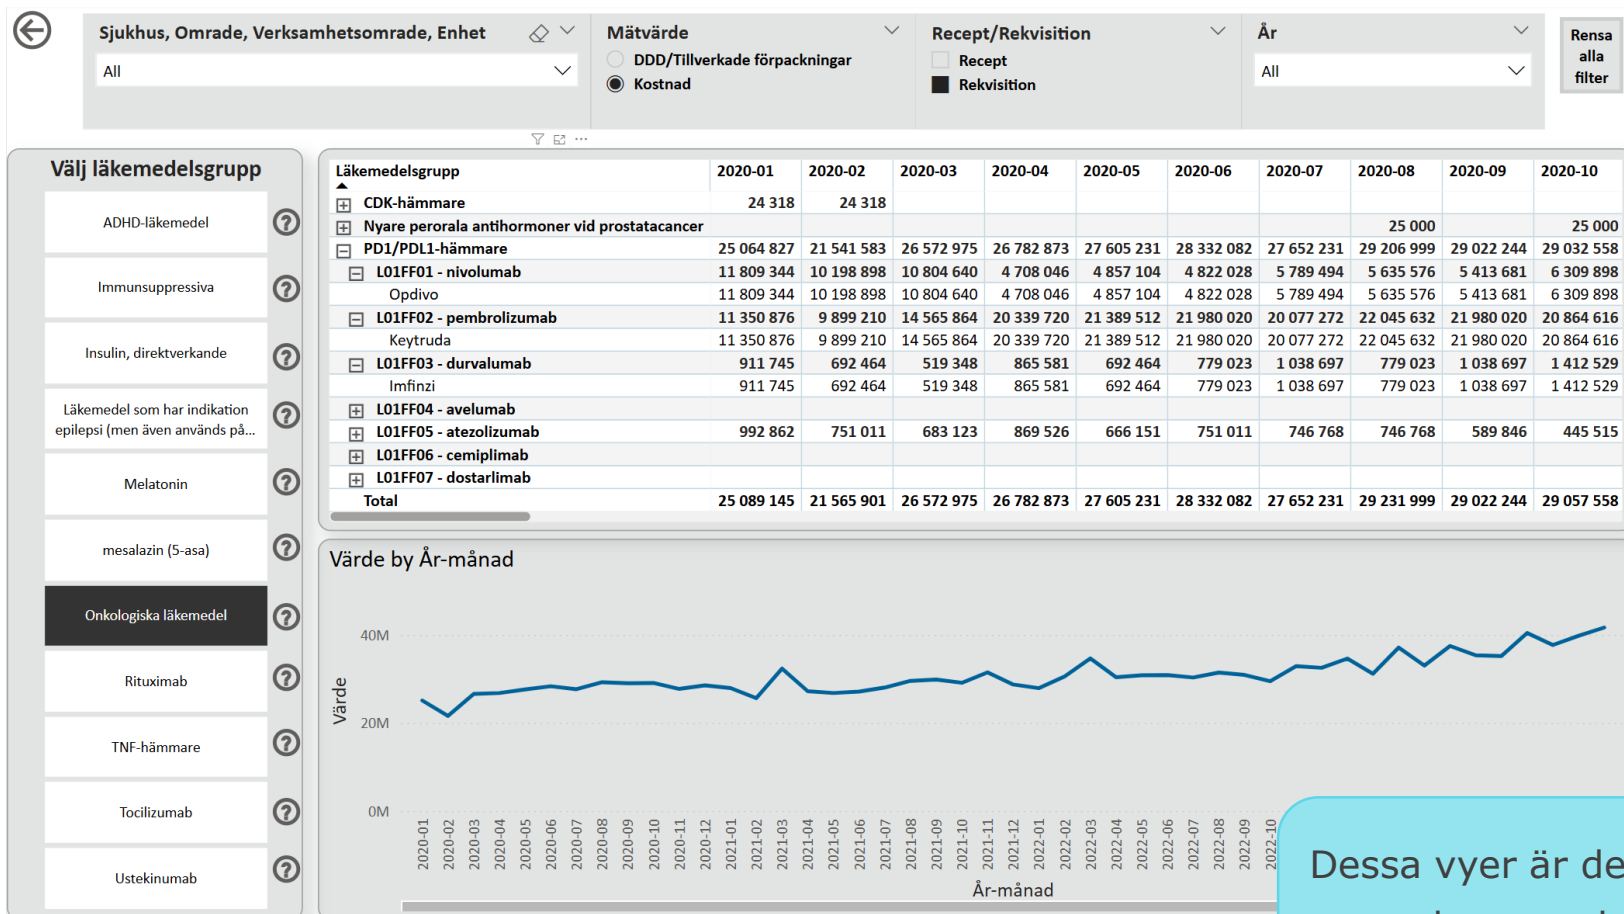 Sjukhus, Omrade, Verksamhetsomrade, Enhet
All
Mätvärde
DDD/Tillverkade förpackningar
Kostnad
Recept/Rekvisition
Recept
Rekvisition
År
All
Rensa
alla
filter
Välj läkemedelsgrupp
ADHD-läkemedel
Immunsuppressiva
Insulin, direktverkande
Läkemedel som har indikation
epilepsi (men även används på...
Melatonin
mesalazin (5-asa)
Onkologiska läkemedel
Rituximab
TNF-hämmare
Tocilizumab
Ustekinumab
Läkemedelsgrupp 2020-01 2020-02 2020-03 2020-04 2020-05 2020-06 2020-07 2020-08 2020-09 2020-10
CDK-hämmare 24 318 24 318
Nyare perorala antihormoner vid prostatacancer 25 000 25 000
PD1/PDL1-hämmare 25 064 827 21 541 583 26 572 975 26 782 873 27 605 231 28 332 082 27 652 231 29 206 999 29 022 244 29 032 558
L01FF01 - nivolumab 11 809 344 10 198 898 10 804 640 4 708 046 4 857 104 4 822 028 5 789 494 5 635 576 5 413 681 6 309 898
Opdivo 11 809 344 10 198 898 10 804 640 4 708 046 4 857 104 4 822 028 5 789 494 5 635 576 5 413 681 6 309 898
L01FF02 - pembrolizumab 11 350 876 9 899 210 14 565 864 20 339 720 21 389 512 21 980 020 20 077 272 22 045 632 21 980 020 20 864 616
Keytruda 11 350 876 9 899 210 14 565 864 20 339 720 21 389 512 21 980 020 20 077 272 22 045 632 21 980 020 20 864 616
L01FF03 - durvalumab 911 745 692 464 519 348 865 581 692 464 779 023 1 038 697 779 023 1 038 697 1 412 529
Imfinzi 911 745 692 464 519 348 865 581 692 464 779 023 1 038 697 779 023 1 038 697 1 412 529
L01FF04 - avelumab
L01FF05 - atezolizumab 992 862 751 011 683 123 869 526 666 151 751 011 746 768 746 768 589 846 445 515
L01FF06 - cemiplimab
L01FF07 - dostarlimab
Total 25 089 145 21 565 901 26 572 975 26 782 873 27 605 231 28 332 082 27 652 231 29 231 999 29 022 244 29 057 558
Värde by År-månad
Värde
40M
20M
0M
2020-01 2020-02 2020-03 2020-04 2020-05 2020-06 2020-07 2020-08 2020-09 2020-10 2020-11 2020-12 2021-01 2021-02 2021-03 2021-04 2021-05 2021-06 2021-07 2021-08 2021-09 2021-10 2021-11 2021-12 2022-01 2022-02 2022-03 2022-04 2022-05 2022-06 2022-07 2022-08 2022-09 2022-10
År-månad
Dessa vyer är de